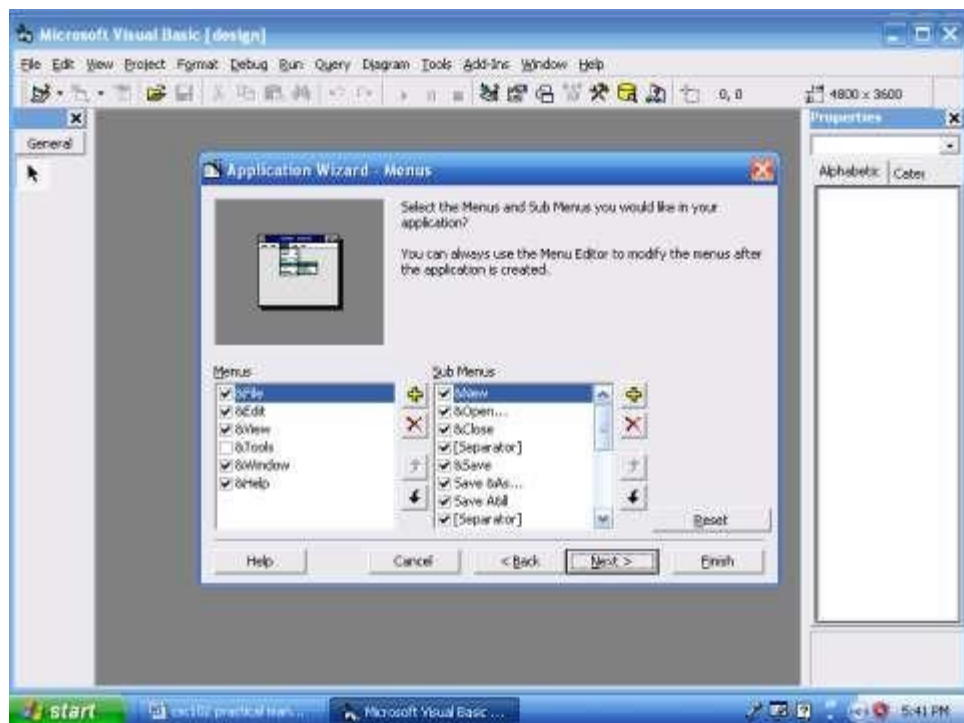 Microsoft Visual Basic [design]
File Edit View Project Format Debug Run Query Diagram Tools Add-Ins Window Help
0, 0
4800 x 3600
General
Properties
Alphabetic
Application Wizard - Menus
Select the Menus and Sub Menus you would like in your
application?
You can always use the Menu Editor to modify the menus after
the application is created.
Menus
&File
&Edit
&View
&Tools
&Window
&Help
Sub Menus
&New
&Open...
&Close
[Separator]
&Save
Save &As...
Save A&ll
[Separator]
Reset
Help
Cancel
< Back
Next >
Finish
start
csc102 practical
Microsoft Visual Basic ...
5:41 PM